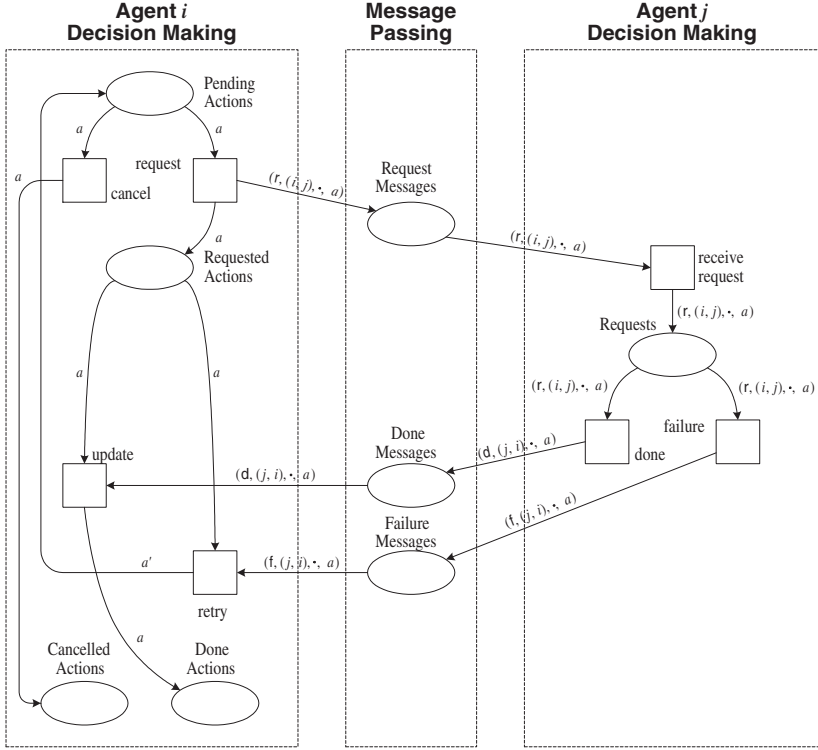 Agent i
Decision Making
Message
Passing
Agent j
Decision Making
Pending
Actions
a
a
request
cancel
a
(r, (i, j), ·, a)
Request
Messages
a
Requested
Actions
(r, (i, j), ·, a)
receive
request
(r, (i, j), ·, a)
Requests
a
a
(r, (i, j), ·, a)
(r, (i, j), ·, a)
Done
Messages
failure
done
update
(d, (j, i), ·, a)
(d, (j, i), ·, a)
Failure
Messages
(f, (j, i), ·, a)
a'
(f, (j, i), ·, a)
retry
a
Cancelled
Actions
Done
Actions